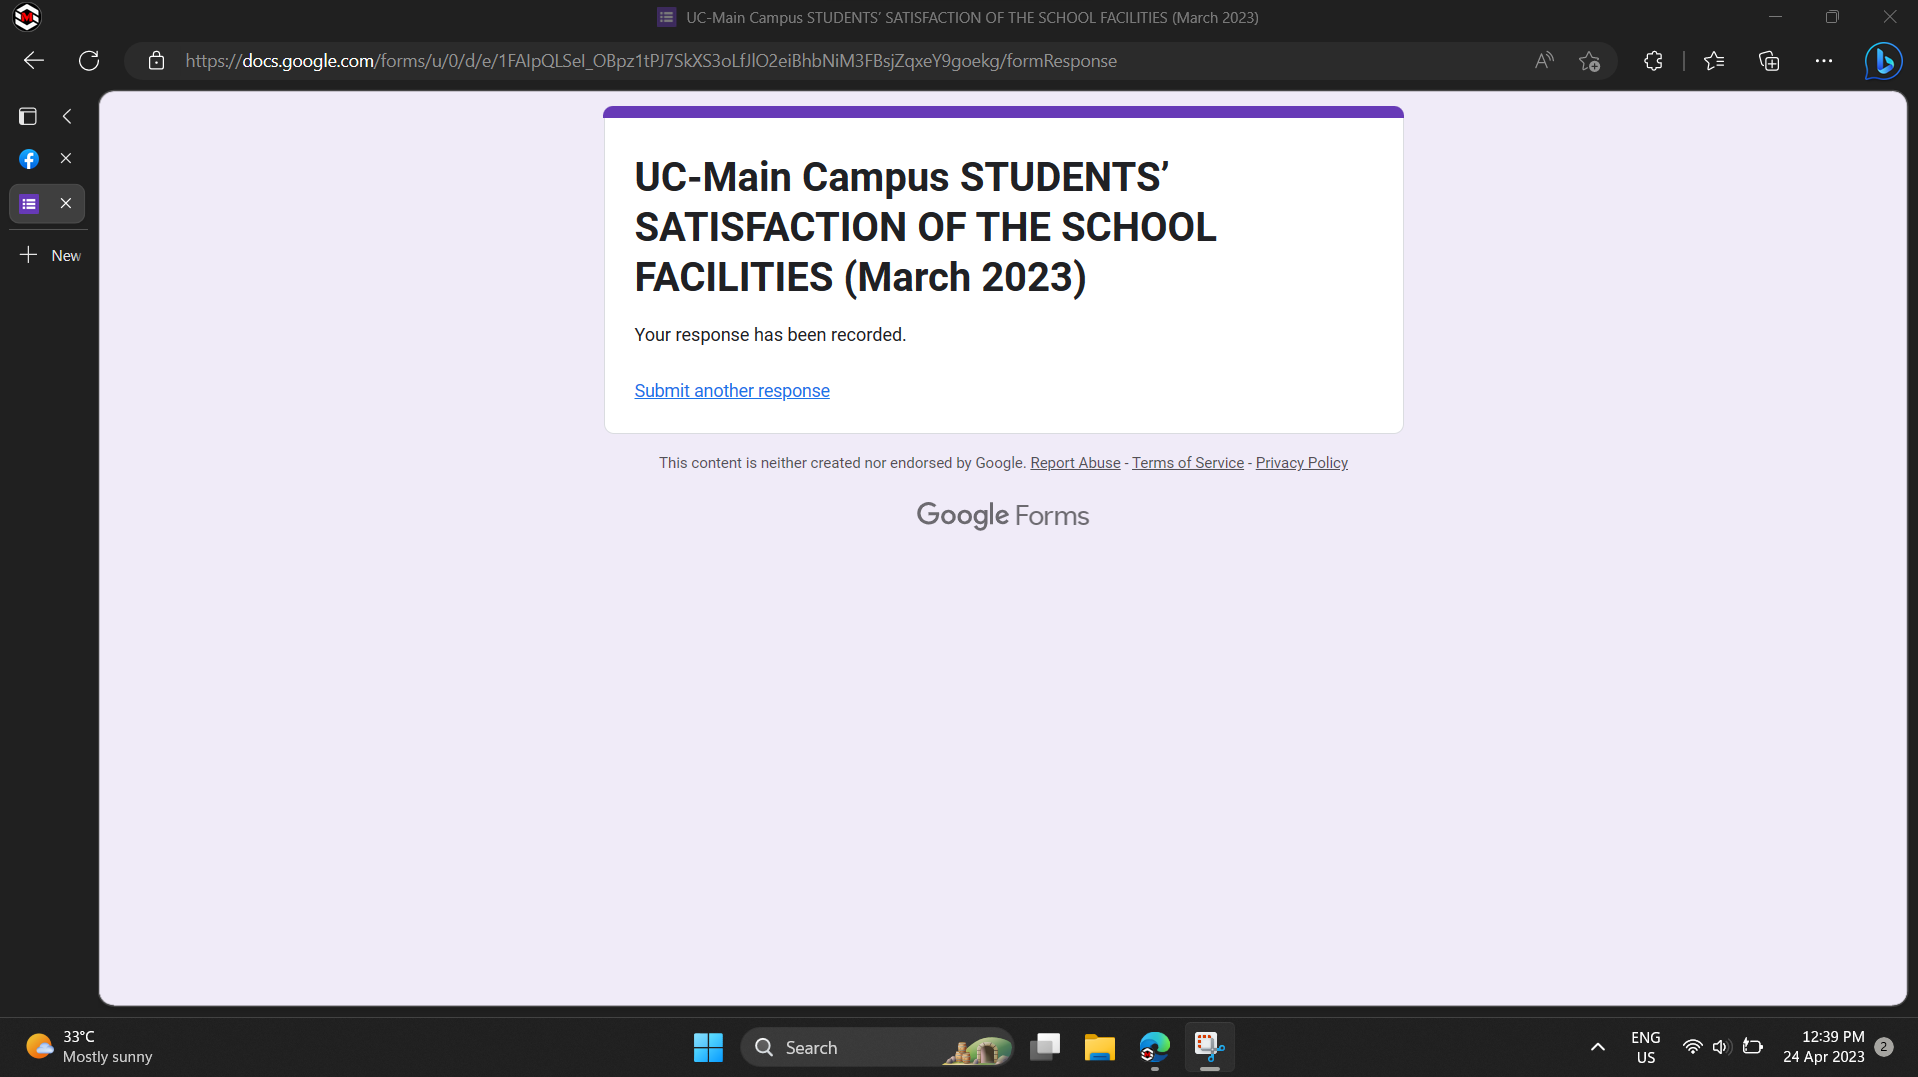 UC-Main Campus STUDENTS’ SATISFACTION OF THE SCHOOL FACILITIES (March 2023)
https://docs.google.com/forms/u/0/d/e/1FAIpQLSel_OBpz1tPJ7SkXS3oLfJlO2eiBhbNiM3FBsjZqxeY9goekg/formResponse
New
UC-Main Campus STUDENTS’
SATISFACTION OF THE SCHOOL
FACILITIES (March 2023)
Your response has been recorded.
Submit another response
This content is neither created nor endorsed by Google. Report Abuse - Terms of Service - Privacy Policy
Google Forms
33°C
Mostly sunny
Search
ENG
US
12:39 PM
24 Apr 2023
2